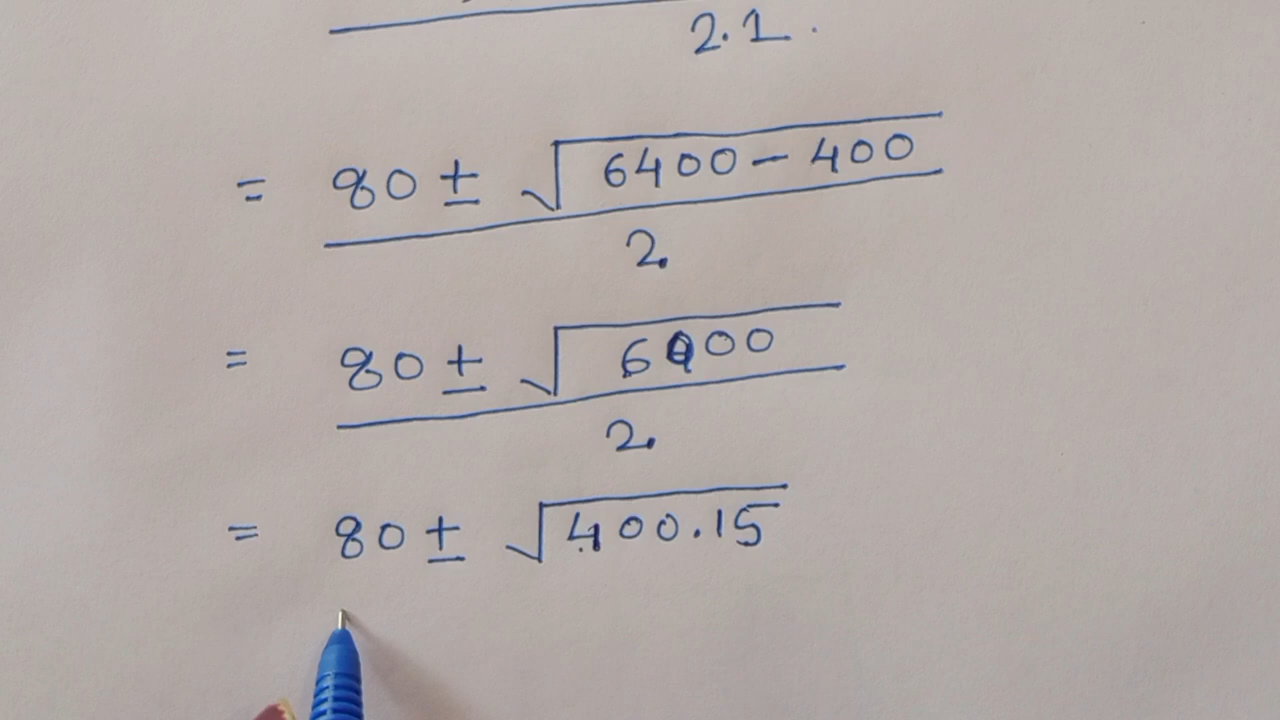 2.1.
= 80 ± √6400 - 400
2
= 80 ± √6000
2
= 80 ± √400.15